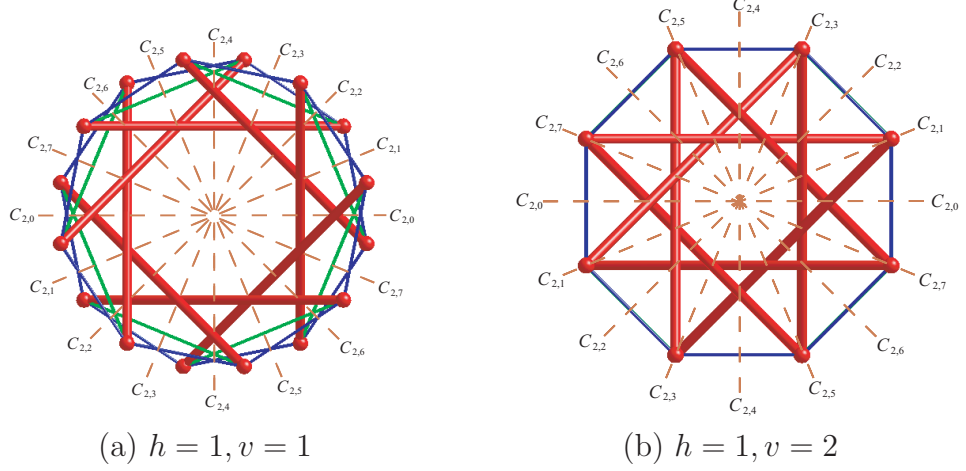 C2,4
C2,5
C2,3
C2,6
C2,2
C2,7
C2,1
C2,0
C2,0
C2,1
C2,7
C2,2
C2,6
C2,3
C2,5
C2,4
(a) h = 1, v = 1
C2,4
C2,5
C2,3
C2,6
C2,2
C2,7
C2,1
C2,0
C2,0
C2,1
C2,7
C2,2
C2,6
C2,3
C2,5
C2,4
(b) h = 1, v = 2